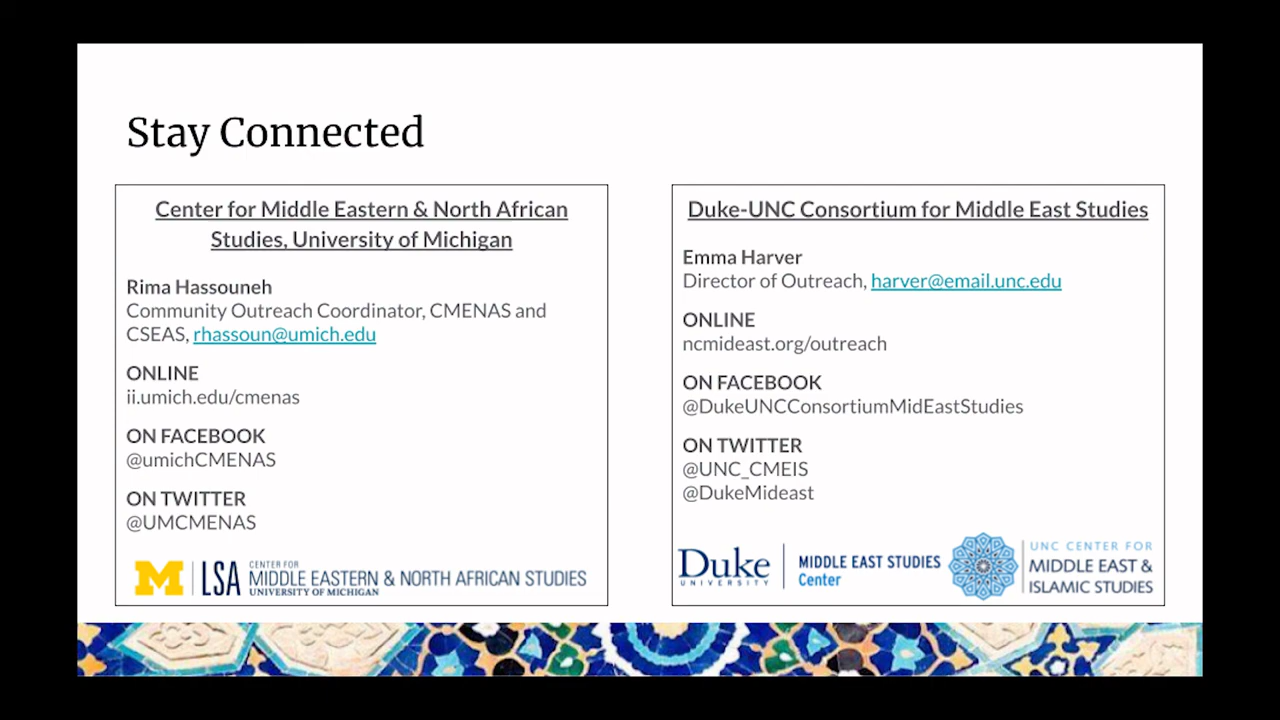 Stay Connected
Center for Middle Eastern & North African
Studies, University of Michigan
Rima Hassouneh
Community Outreach Coordinator, CMENAS and
CSEAS, rhassoun@umich.edu
ONLINE
ii.umich.edu/cmenas
ON FACEBOOK
@umichCMENAS
ON TWITTER
@UMCMENAS
M LSA CENTER FOR
MIDDLE EASTERN & NORTH AFRICAN STUDIES
UNIVERSITY OF MICHIGAN
Duke-UNC Consortium for Middle East Studies
Emma Harver
Director of Outreach, harver@email.unc.edu
ONLINE
ncmideast.org/outreach
ON FACEBOOK
@DukeUNCConsortiumMidEastStudies
ON TWITTER
@UNC_CMEIS
@DukeMideast
Duke
UNIVERSITY
MIDDLE EAST STUDIES
Center
UNC CENTER FOR
MIDDLE EAST &
ISLAMIC STUDIES